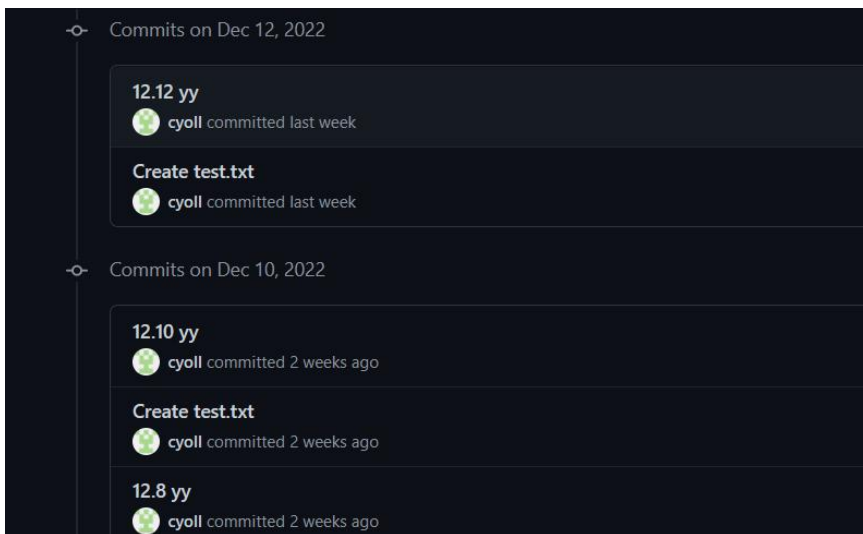 Commits on Dec 12, 2022
12.12 yy
cyoll committed last week
Create test.txt
cyoll committed last week
Commits on Dec 10, 2022
12.10 yy
cyoll committed 2 weeks ago
Create test.txt
cyoll committed 2 weeks ago
12.8 yy
cyoll committed 2 weeks ago